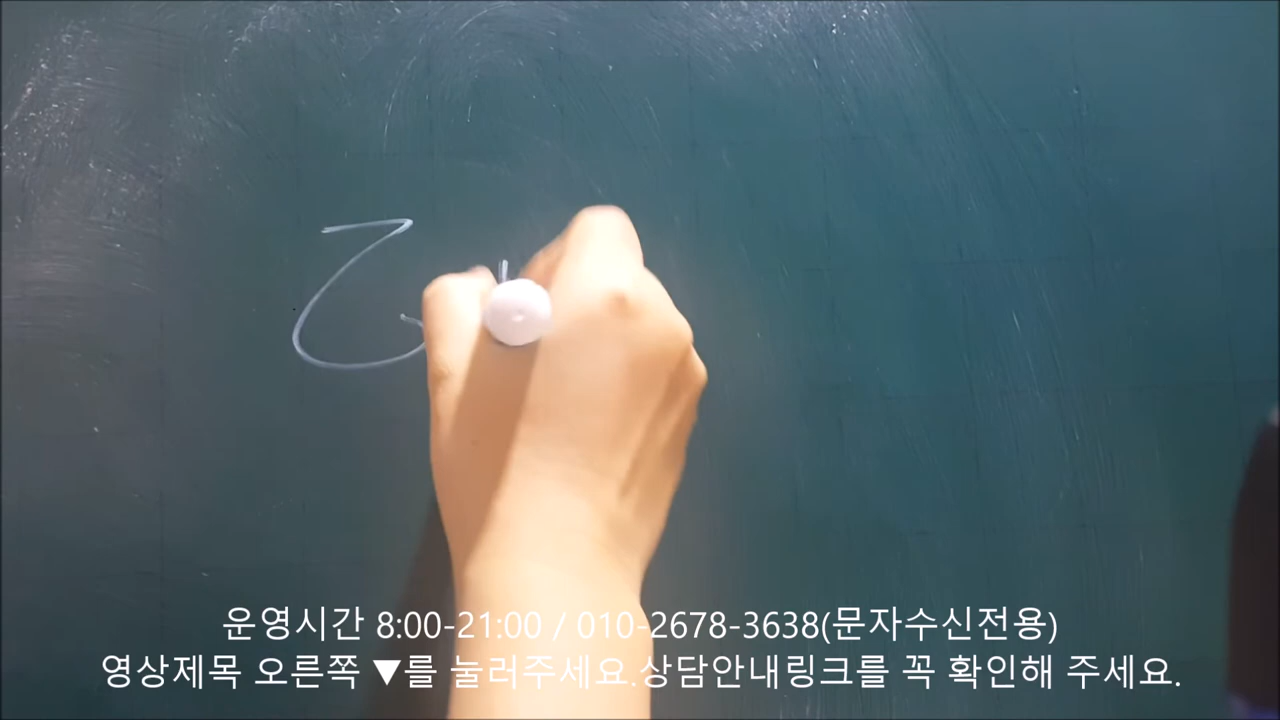 운영시간 8:00-21:00 / 010-2678-3638(문자수신전용)
영상제목 오른쪽 ▼를 눌러주세요.상담안내링크를 꼭 확인해 주세요.